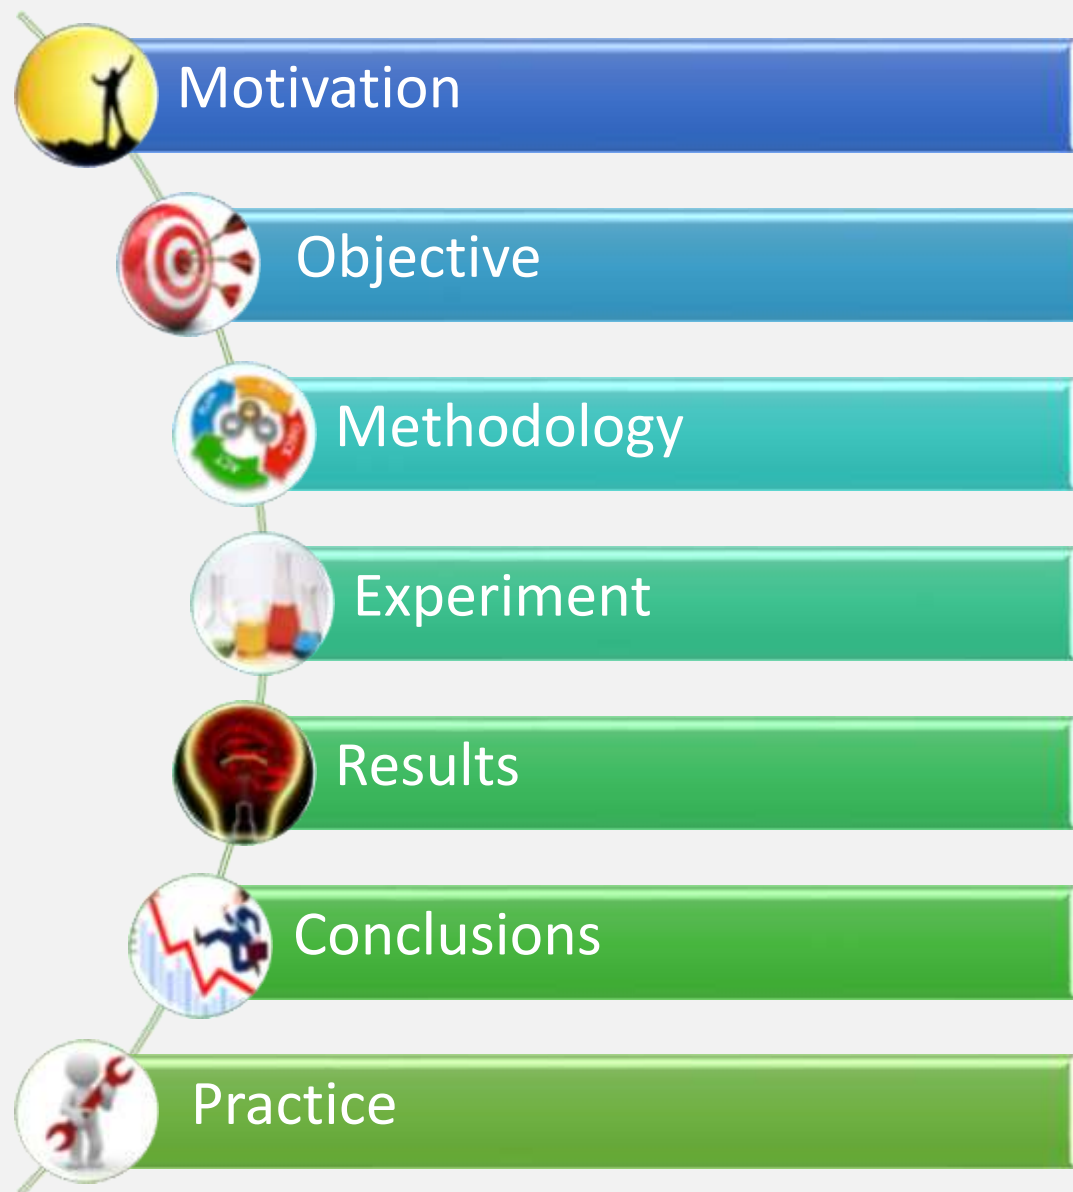 Motivation
Objective
Methodology
Experiment
Results
Conclusions
Practice